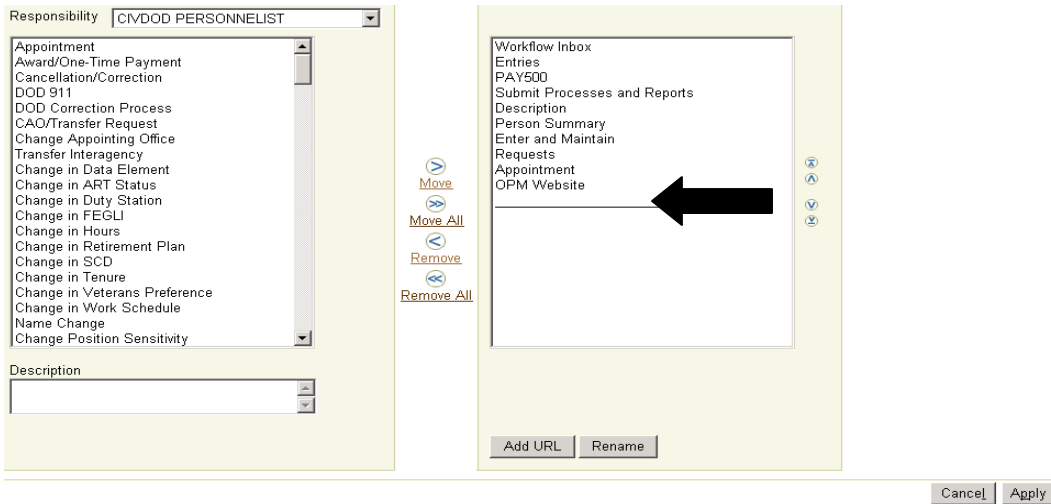 Responsibility CIVDOD PERSONNELIST
Appointment
Award/One-Time Payment
Cancellation/Correction
DOD 911
DOD Correction Process
CAO/Transfer Request
Change Appointing Office
Transfer Interagency
Change in Data Element
Change in ART Status
Change in Duty Station
Change in FEGLI
Change in Hours
Change in Retirement Plan
Change in SCD
Change in Tenure
Change in Veterans Preference
Change in Work Schedule
Name Change
Change Position Sensitivity
Description
Move
Move All
Remove
Remove All
Workflow Inbox
Entries
PAY500
Submit Processes and Reports
Description
Person Summary
Enter and Maintain
Requests
Appointment
OPM Website
Add URL Rename
Cancel Apply